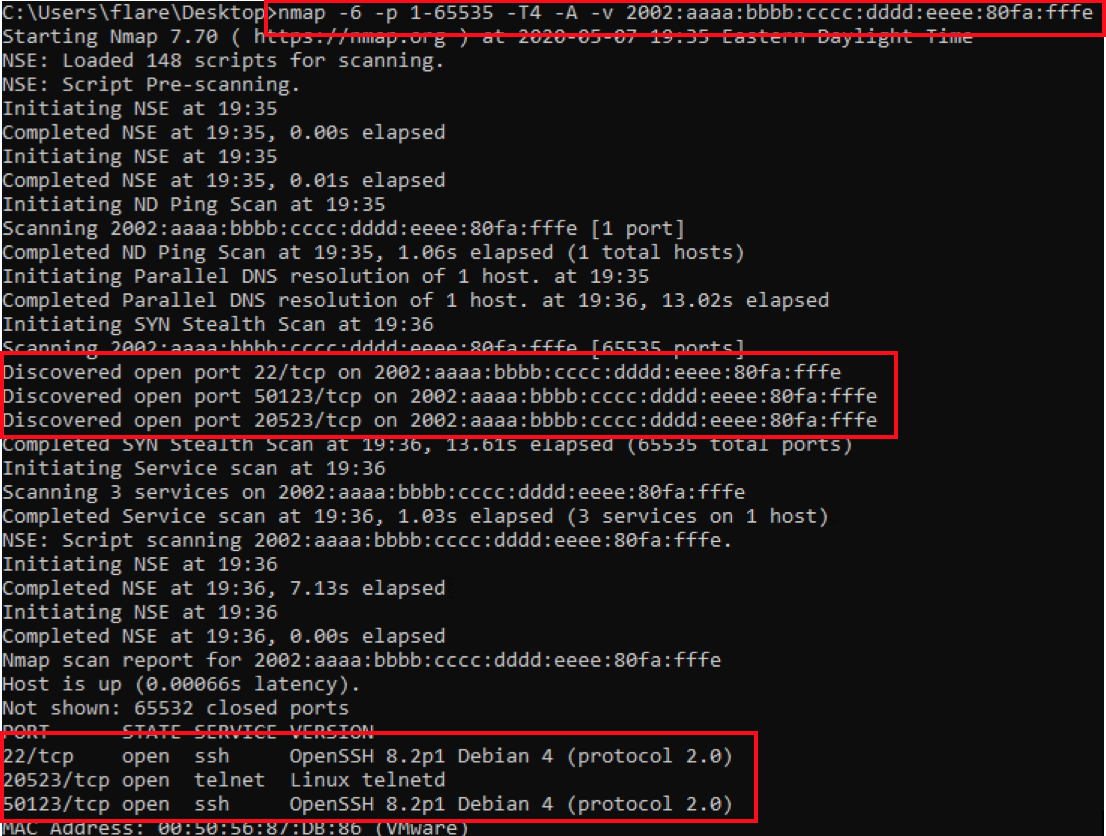 C:\Users\flare\Desktop>nmap -6 -p 1-65535 -T4 -A -v 2002:aaaa:bbbb:cccc:dddd:eeee:80fa:fffe
Starting Nmap 7.70 ( https://nmap.org ) at 2020-05-07 19:35 Eastern Daylight Time
NSE: Loaded 148 scripts for scanning.
NSE: Script Pre-scanning.
Initiating NSE at 19:35
Completed NSE at 19:35, 0.00s elapsed
Initiating NSE at 19:35
Completed NSE at 19:35, 0.01s elapsed
Initiating ND Ping Scan at 19:35
Scanning 2002:aaaa:bbbb:cccc:dddd:eeee:80fa:fffe [1 port]
Completed ND Ping Scan at 19:35, 1.06s elapsed (1 total hosts)
Initiating Parallel DNS resolution of 1 host. at 19:35
Completed Parallel DNS resolution of 1 host. at 19:36, 13.02s elapsed
Initiating SYN Stealth Scan at 19:36
Scanning 2002:aaaa:bbbb:cccc:dddd:eeee:80fa:fffe [65535 ports]
Discovered open port 22/tcp on 2002:aaaa:bbbb:cccc:dddd:eeee:80fa:fffe
Discovered open port 50123/tcp on 2002:aaaa:bbbb:cccc:dddd:eeee:80fa:fffe
Discovered open port 20523/tcp on 2002:aaaa:bbbb:cccc:dddd:eeee:80fa:fffe
Completed SYN Stealth Scan at 19:36, 13.61s elapsed (65535 total ports)
Initiating Service scan at 19:36
Scanning 3 services on 2002:aaaa:bbbb:cccc:dddd:eeee:80fa:fffe
Completed Service scan at 19:36, 1.03s elapsed (3 services on 1 host)
NSE: Script scanning 2002:aaaa:bbbb:cccc:dddd:eeee:80fa:fffe.
Initiating NSE at 19:36
Completed NSE at 19:36, 7.13s elapsed
Initiating NSE at 19:36
Completed NSE at 19:36, 0.00s elapsed
Nmap scan report for 2002:aaaa:bbbb:cccc:dddd:eeee:80fa:fffe
Host is up (0.00066s latency).
Not shown: 65532 closed ports
PORT      STATE SERVICE VERSION
22/tcp    open  ssh     OpenSSH 8.2p1 Debian 4 (protocol 2.0)
20523/tcp open  telnet  Linux telnetd
50123/tcp open  ssh     OpenSSH 8.2p1 Debian 4 (protocol 2.0)
MAC Address: 00:50:56:87:DB:86 (VMware)